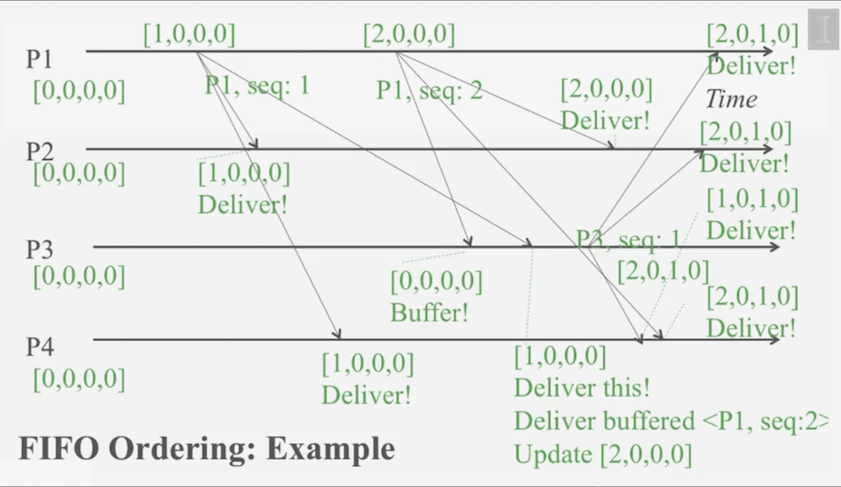 [1,0,0,0]
[2,0,0,0]
[2,0,1,0]
P1
Deliver!
[0,0,0,0]
P1, seq: 1
P1, seq: 2
[2,0,0,0]
Deliver!
Time
[2,0,1,0]
Deliver!
P2
[0,0,0,0]
[1,0,0,0]
Deliver!
[1,0,1,0]
Deliver!
P3
[0,0,0,0]
P3, seq: 1
[2,0,1,0]
[0,0,0,0]
Buffer!
[2,0,1,0]
Deliver!
P4
[0,0,0,0]
[1,0,0,0]
Deliver!
[1,0,0,0]
Deliver this!
Deliver buffered <P1, seq:2>
Update [2,0,0,0]
FIFO Ordering: Example
I